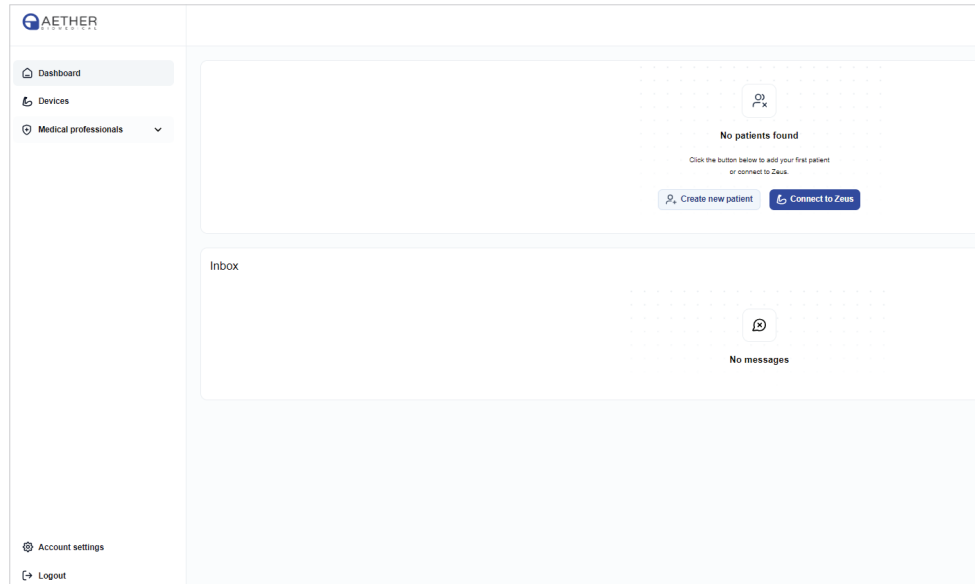 AETHER
BIOMEDICAL
Dashboard
Devices
Medical professionals
No patients found
Click the button below to add your first patient
or connect to Zeus.
Create new patient
Connect to Zeus
Inbox
No messages
Account settings
Logout